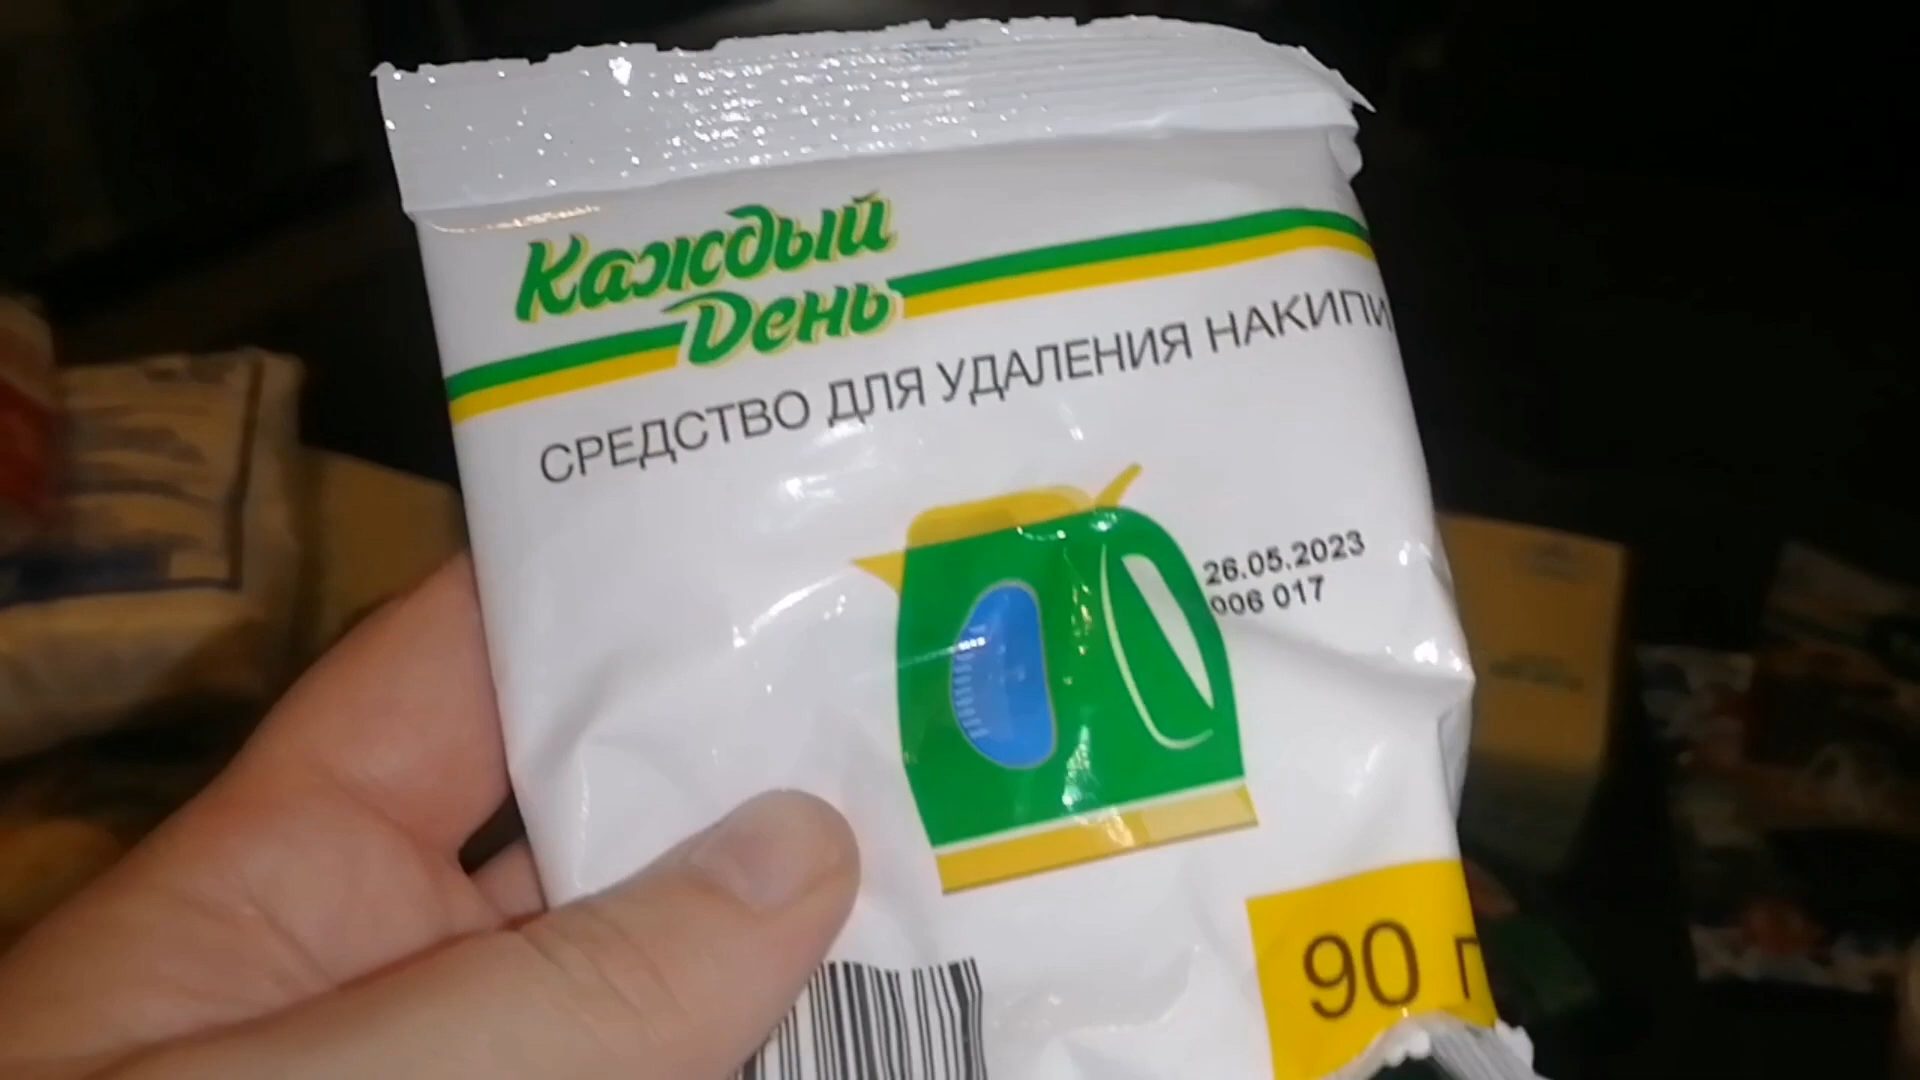 Каждый
День
СРЕДСТВО ДЛЯ УДАЛЕНИЯ НАКИПИ
26.05.2023
006 017
90 г